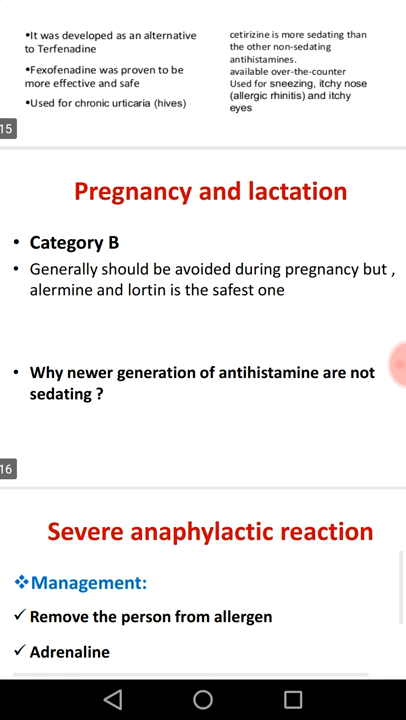 •It was developed as an alternative
to Terfenadine
•Fexofenadine was proven to be
more effective and safe
•Used for chronic urticaria (hives)
cetirizine is more sedating than
the other non-sedating
antihistamines.
available over-the-counter
Used for sneezing, itchy nose
(allergic rhinitis) and itchy
eyes
15
Pregnancy and lactation
• Category B
• Generally should be avoided during pregnancy but ,
alermine and lortin is the safest one
• Why newer generation of antihistamine are not
sedating ?
16
Severe anaphylactic reaction
❖Management:
✓ Remove the person from allergen
✓ Adrenaline